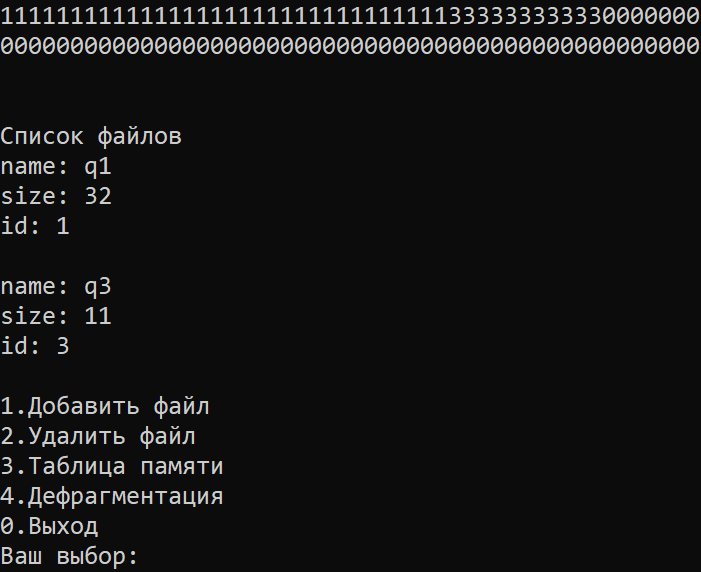 11111111111111111111111111111111333333333330000000
00000000000000000000000000000000000000000000000000
Список файлов
name: q1
size: 32
id: 1
name: q3
size: 11
id: 3
1.Добавить файл
2.Удалить файл
3.Таблица памяти
4.Дефрагментация
0.Выход
Ваш выбор: